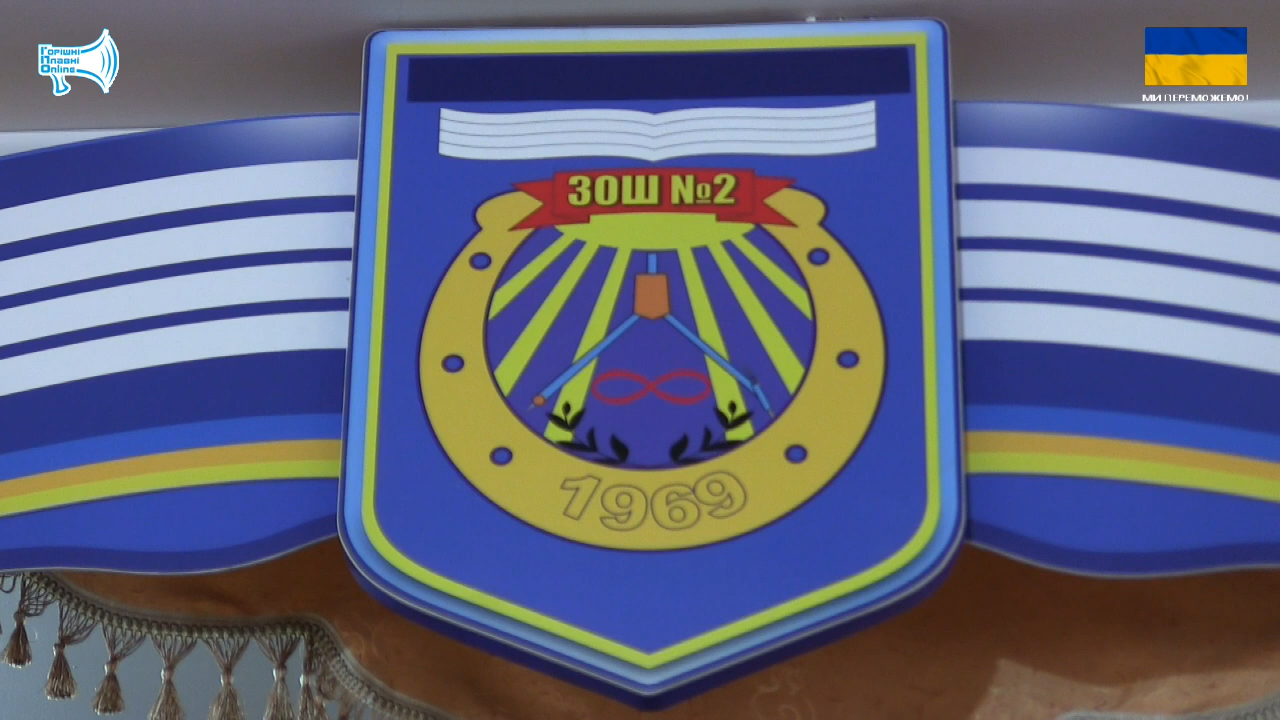 Горішні
Плавні
Online
МИ ПЕРЕМОЖЕМО!
ЗОШ №2
1969